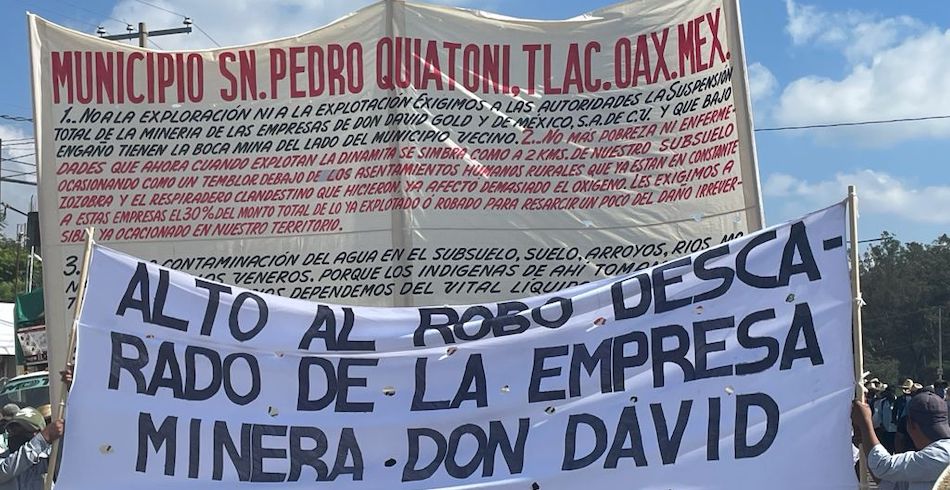 MUNICIPIO SN. PEDRO QUIATONI, TLAC. OAX. MEX.
1.. NO A LA EXPLORACIÓN NI A LA EXPLOTACIÓN EXIGIMOS A LAS AUTORIDADES LA SUSPENSIÓN
TOTAL DE LA MINERIA DE LAS EMPRESAS DE DON DAVID GOLD Y DE MÉXICO, S.A. DE C.V. Y QUE BAJO
ENGAÑO TIENEN LA BOCA MINA DEL LADO DEL MUNICIPIO VECINO. 2.. NO MÁS POBREZA NI ENFERME-
DADES QUE AHORA CUANDO EXPLOTAN LA DINAMITA SE SIMBRA COMO A 2 KMS. DE NUESTRO SUBSUELO
OCASIONANDO COMO UN TEMBLOR DEBAJO DE LOS ASENTAMIENTOS HUMANOS RURALES QUE YA ESTAN EN CONSTANTE
ZOZOBRA Y EL RESPIRADERO CLANDESTINO QUE HICIERON, YA AFECTO DEMASIADO EL OXIGENO. LES EXIGIMOS A
A ESTAS EMPRESAS EL 30% DEL MONTO TOTAL DE LO YA EXPLOTADO Ó ROBADO PARA RESARCIR UN POCO DEL DAÑO IRREVER-
SIBLE YA OCACIONADO EN NUESTRO TERRITORIO.
3. CONTAMINACIÓN DEL AGUA EN EL SUBSUELO, SUELO, ARROYOS, RIOS,
VENEROS. PORQUE LOS INDIGENAS DE AHÍ
DEPENDEMOS DEL VITAL
ALTO AL ROBO DESCA-
RADO DE LA EMPRESA
MINERA DON DAVID